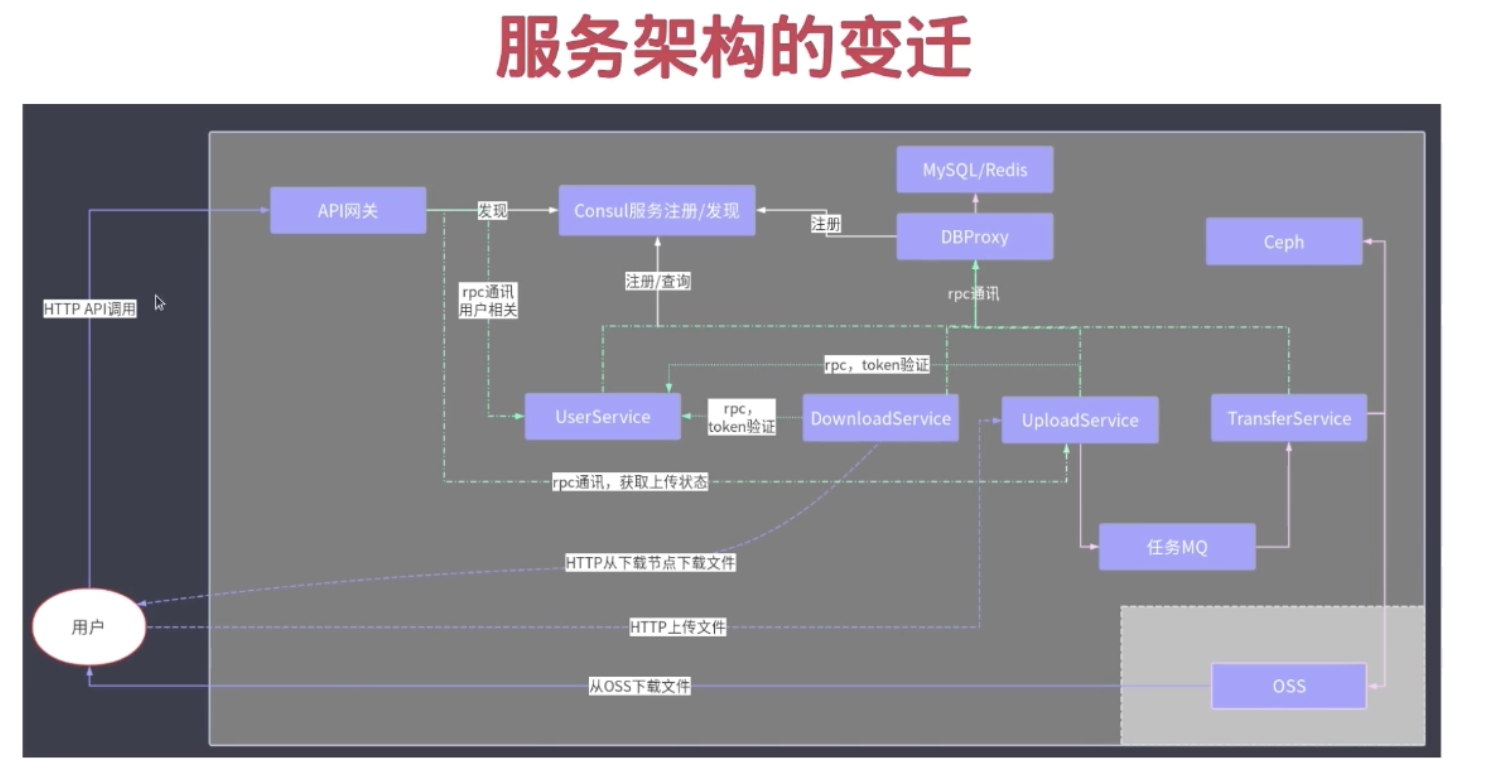 服务架构的变迁
MySQL/Redis
API网关
发现
Consul服务注册/发现
注册
DBProxy
Ceph
注册/查询
rpc通讯
用户相关
rpc通讯
HTTP API调用
rpc，token验证
UserService
rpc，
token验证
DownloadService
UploadService
TransferService
rpc通讯，获取上传状态
任务MQ
HTTP从下载节点下载文件
用户
HTTP上传文件
从OSS下载文件
OSS